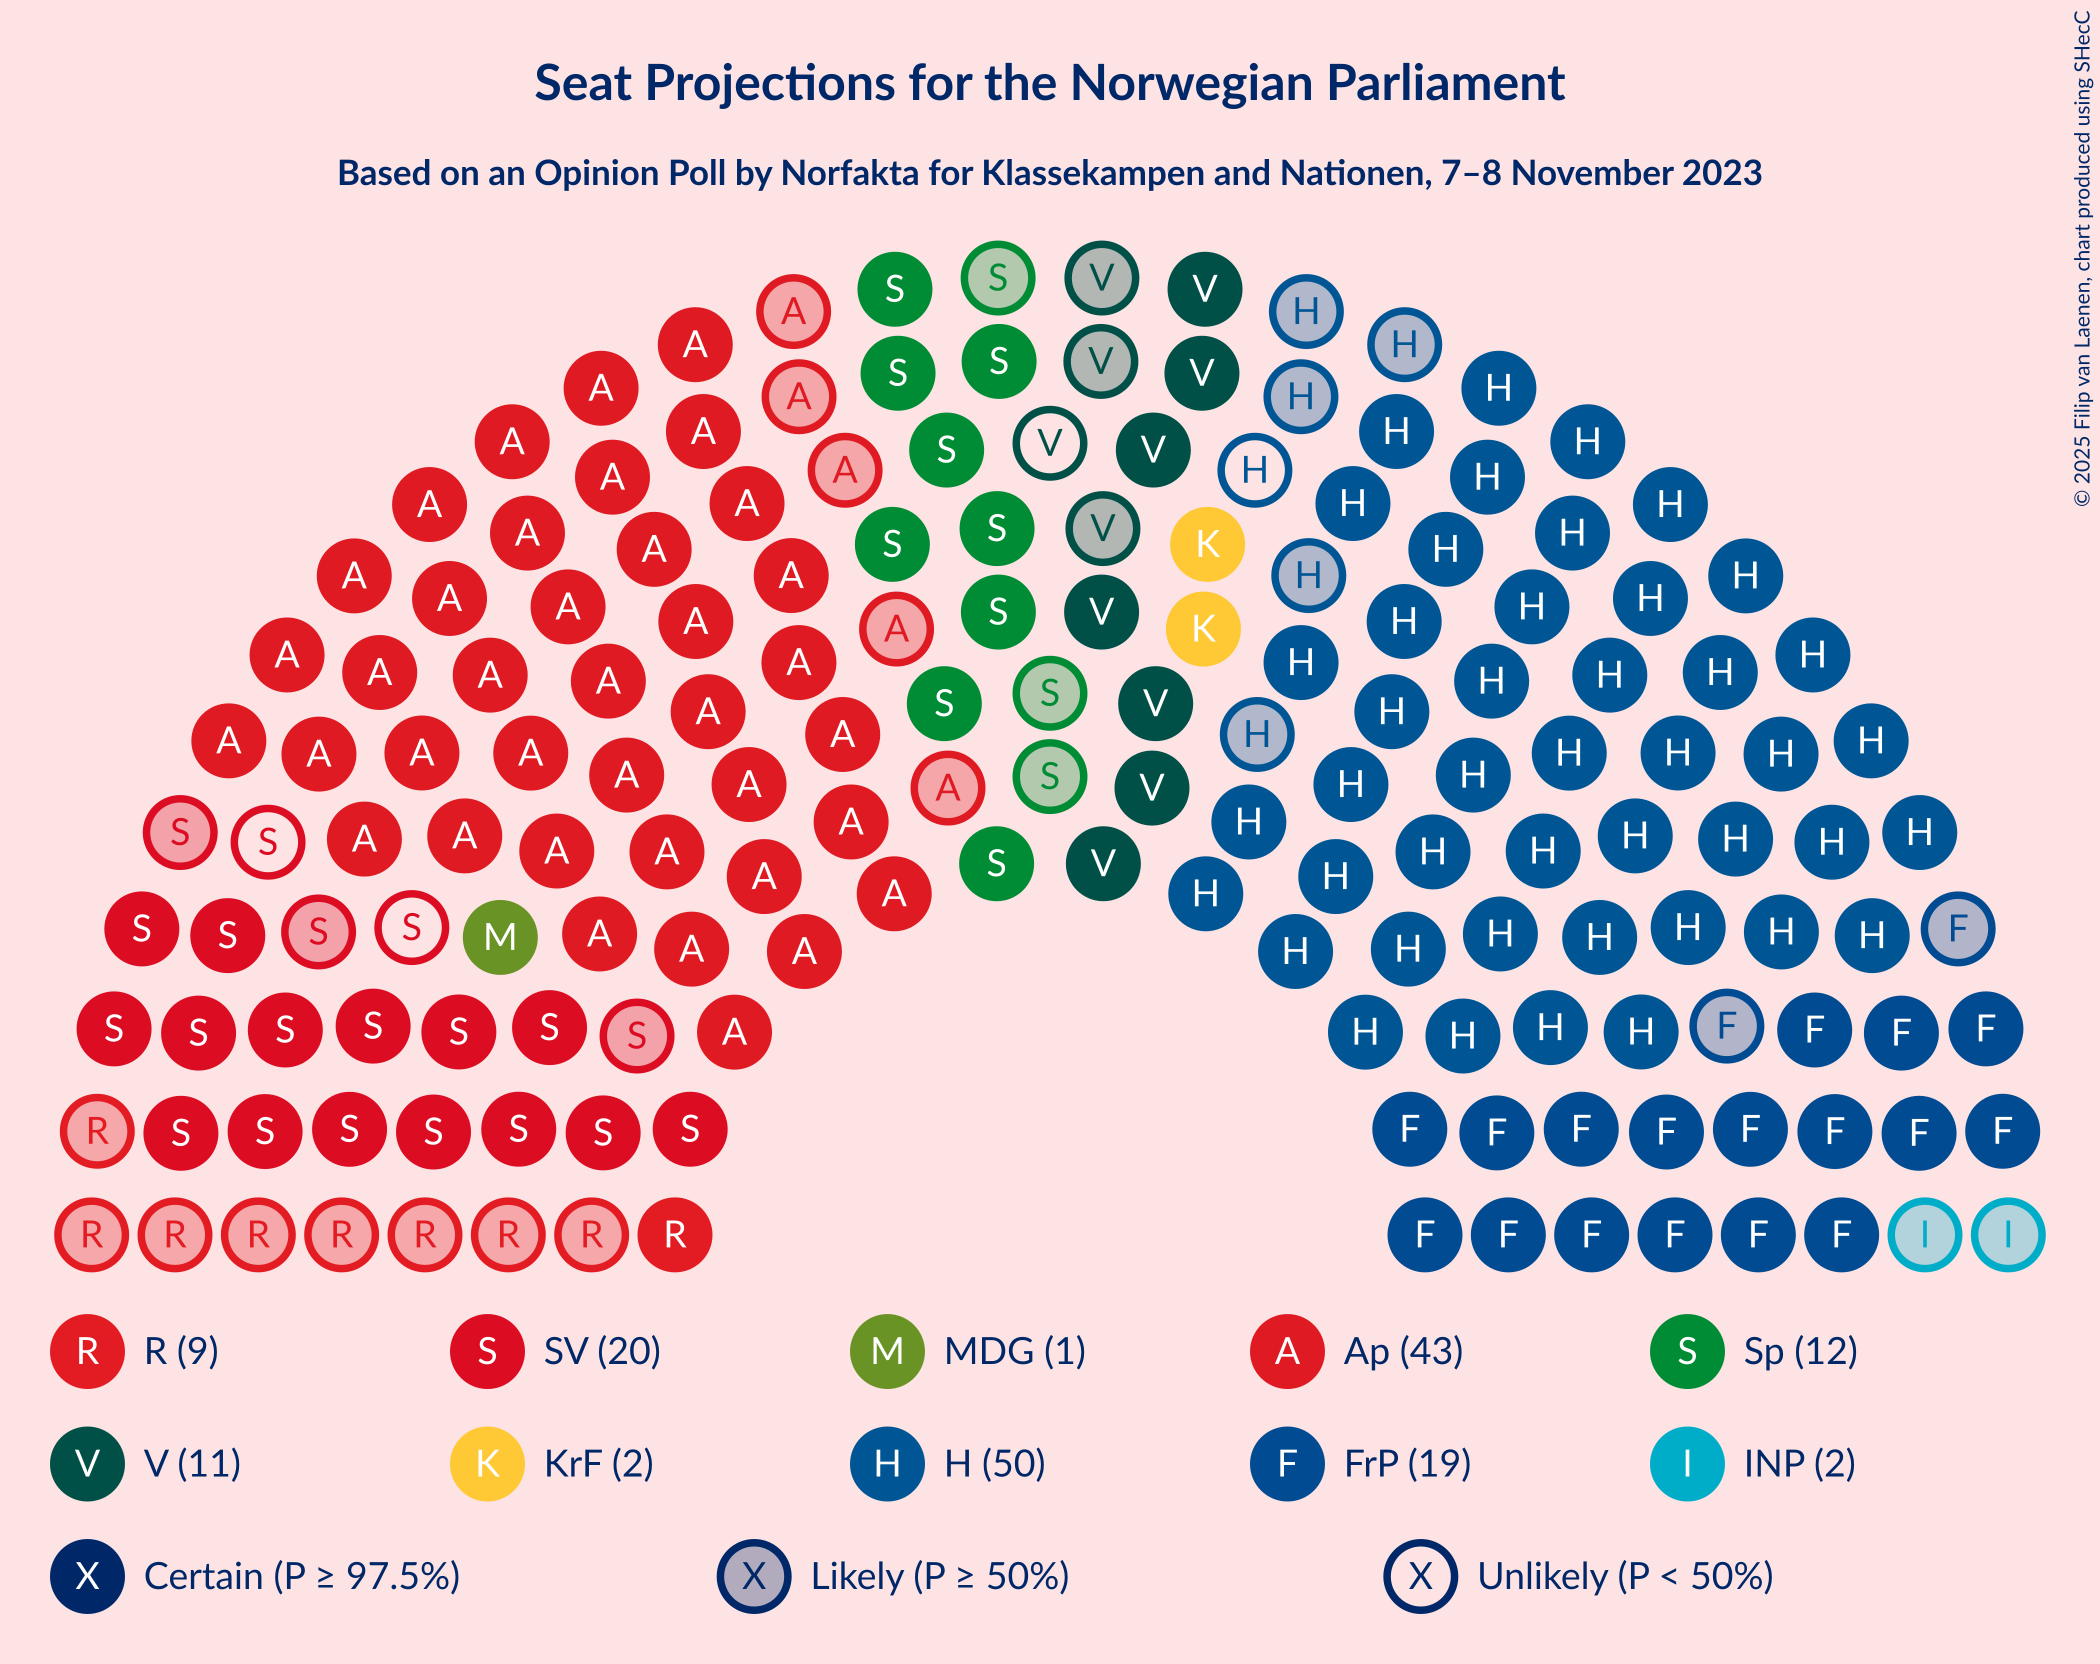 © 2025 Filip van Laenen, chart produced using SHecC
Seat Projections for the Norwegian Parliament
Based on an Opinion Poll by Norfakta for Klassekampen and Nationen, 7–8 November 2023
A S S V V H
A A A S S V V H H H
A A A A A A S V V H H H H H H
A A A A S S V K H H H H
A A A A A A A A A S V K H H H H H H H H
A A A A A A A A S A S S V V H H H H H H H H
S S A A A A A A A S V H H H H H H H H H
S S S S M A A A H H H H H H H F
S S S S S S S A H H H H F F F F
R S S S S S S S F F F F F F F F
R R R R R R R R F F F F F F I I
R R (9) S SV (20) M MDG (1) A Ap (43) S Sp (12)
V V (11) K KrF (2) H H (50) F FrP (19) I INP (2)
X Certain (P ≥ 97.5%) X Likely (P ≥ 50%) X Unlikely (P < 50%)